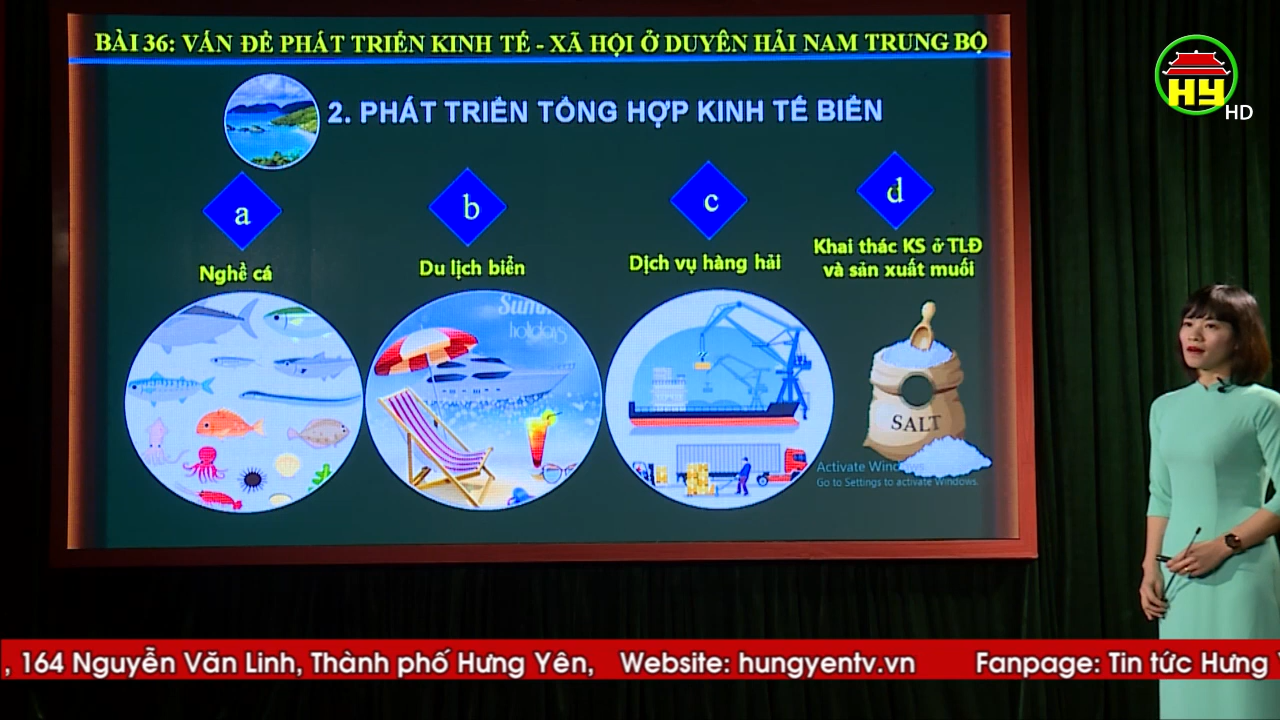 BÀI 36: VẤN ĐỀ PHÁT TRIỂN KINH TẾ - XÃ HỘI Ở DUYÊN HẢI NAM TRUNG BỘ
HY
HD
2. PHÁT TRIỂN TỔNG HỢP KINH TẾ BIỂN
a
b
c
d
Nghề cá
Du lịch biển
Dịch vụ hàng hải
Khai thác KS ở TLĐ
và sản xuất muối
Summ
holidays
SALT
Activate Windows
Go to Settings to activate Windows.
, 164 Nguyễn Văn Linh, Thành phố Hưng Yên, Website: hungyentv.vn Fanpage: Tin tức Hưng Y